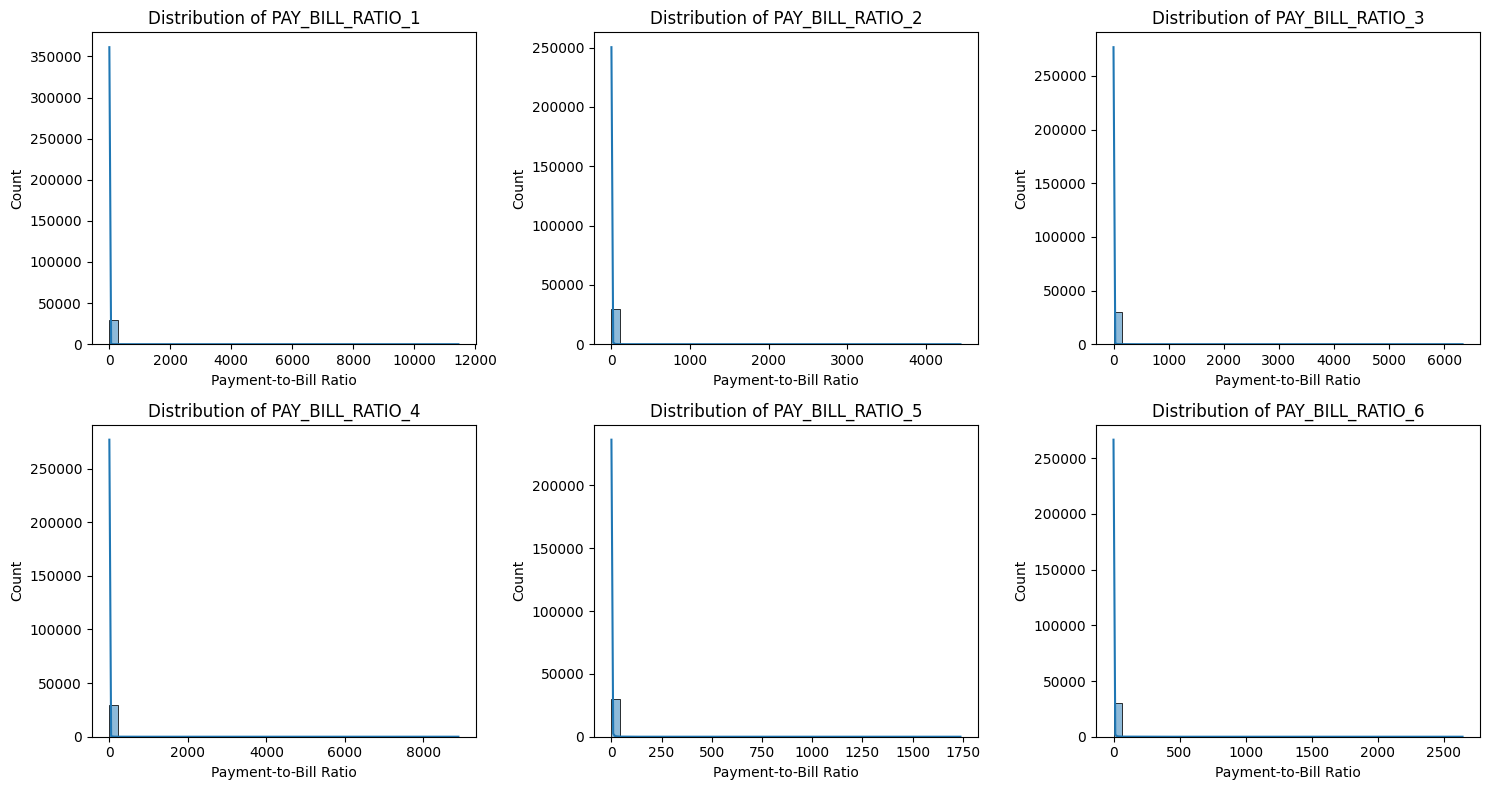 Distribution of PAY_BILL_RATIO_1
350000
300000
250000
200000
150000
100000
50000
0
Count
0 2000 4000 6000 8000 10000 12000
Payment-to-Bill Ratio
Distribution of PAY_BILL_RATIO_2
250000
200000
150000
100000
50000
0
Count
0 1000 2000 3000 4000
Payment-to-Bill Ratio
Distribution of PAY_BILL_RATIO_3
250000
200000
150000
100000
50000
0
Count
0 1000 2000 3000 4000 5000 6000
Payment-to-Bill Ratio
Distribution of PAY_BILL_RATIO_4
250000
200000
150000
100000
50000
0
Count
0 2000 4000 6000 8000
Payment-to-Bill Ratio
Distribution of PAY_BILL_RATIO_5
200000
150000
100000
50000
0
Count
0 250 500 750 1000 1250 1500 1750
Payment-to-Bill Ratio
Distribution of PAY_BILL_RATIO_6
250000
200000
150000
100000
50000
0
Count
0 500 1000 1500 2000 2500
Payment-to-Bill Ratio